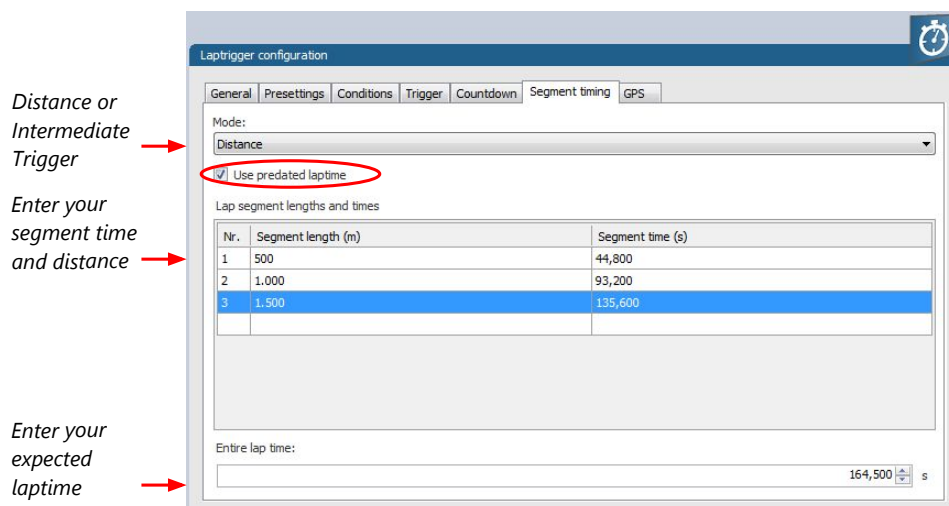 Laptrigger configuration
General Presettings Conditions Trigger Countdown Segment timing GPS
Distance or
Intermediate
Trigger
Mode:
Distance
Use predated laptime
Enter your
segment time
and distance
Lap segment lengths and times
Nr. Segment length (m) Segment time (s)
1 500 44,800
2 1.000 93,200
3 1.500 135,600
Enter your
expected
laptime
Entire lap time:
164,500 s